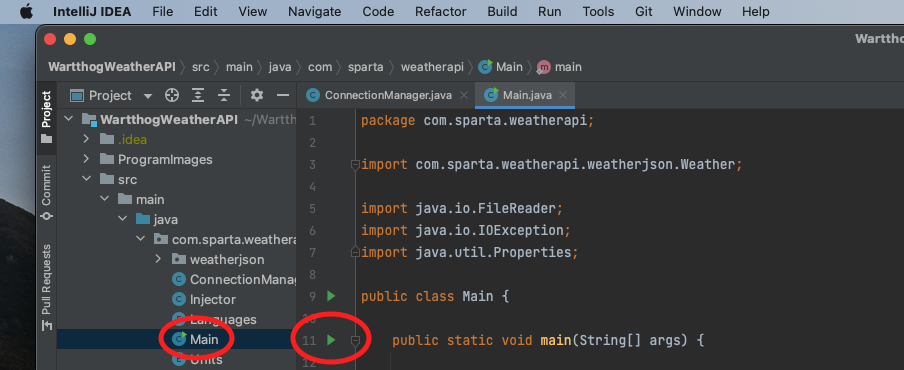 IntelliJ IDEA File Edit View Navigate Code Refactor Build Run Tools Git Window Help
Wartthog
WartthogWeatherAPI src main java com sparta weatherapi Main m main
Project
Project
ConnectionManager.java
Main.java
WartthogWeatherAPI ~/Wartth
.idea
ProgramImages
src
main
java
com.sparta.weathera
weatherjson
C ConnectionMana
C Injector
C Languages
C Main
C Units
Commit
Pull Requests
1 package com.sparta.weatherapi;
2
3 import com.sparta.weatherapi.weatherjson.Weather;
4
5 import java.io.FileReader;
6 import java.io.IOException;
7 import java.util.Properties;
8
9 public class Main {
10
11 public static void main(String[] args) {
12